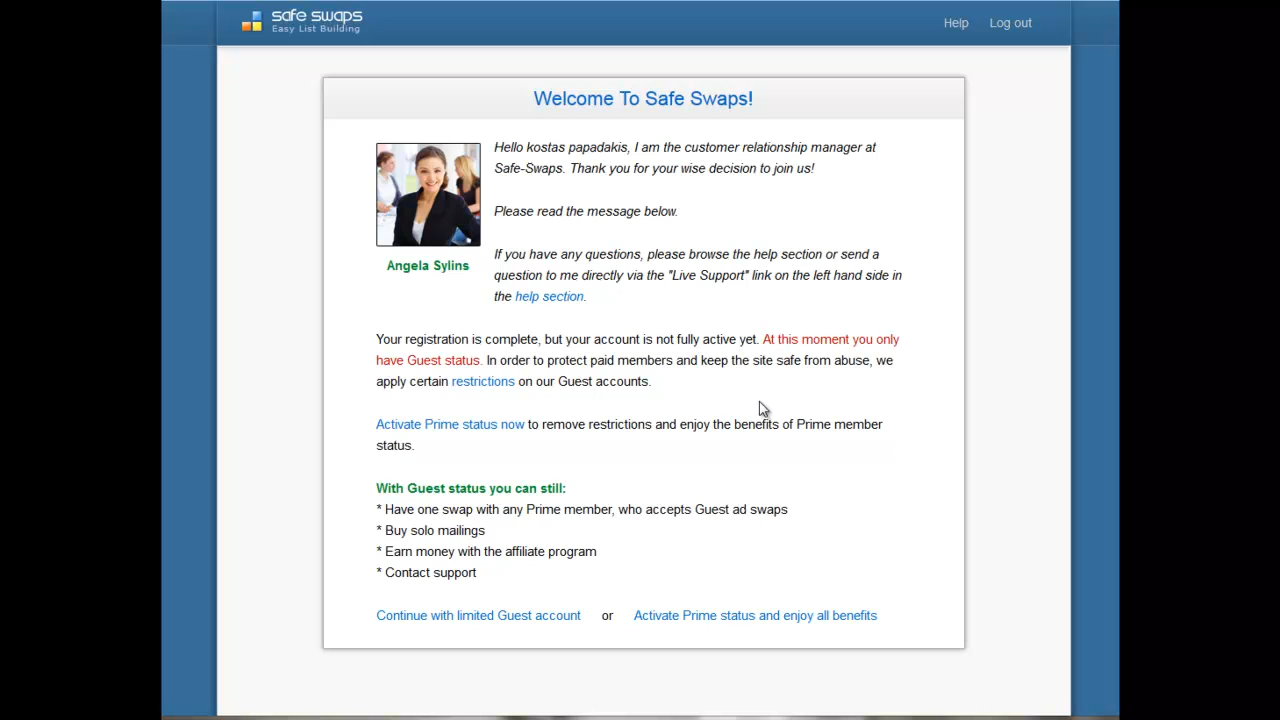 safe swaps
Easy List Building
Help
Log out
Welcome To Safe Swaps!
Hello kostas papadakis, I am the customer relationship manager at
Safe-Swaps. Thank you for your wise decision to join us!
Please read the message below.
If you have any questions, please browse the help section or send a
question to me directly via the "Live Support" link on the left hand side in
the help section.
Angela Sylins
Your registration is complete, but your account is not fully active yet. At this moment you only
have Guest status. In order to protect paid members and keep the site safe from abuse, we
apply certain restrictions on our Guest accounts.
Activate Prime status now to remove restrictions and enjoy the benefits of Prime member
status.
With Guest status you can still:
* Have one swap with any Prime member, who accepts Guest ad swaps
* Buy solo mailings
* Earn money with the affiliate program
* Contact support
Continue with limited Guest account or Activate Prime status and enjoy all benefits